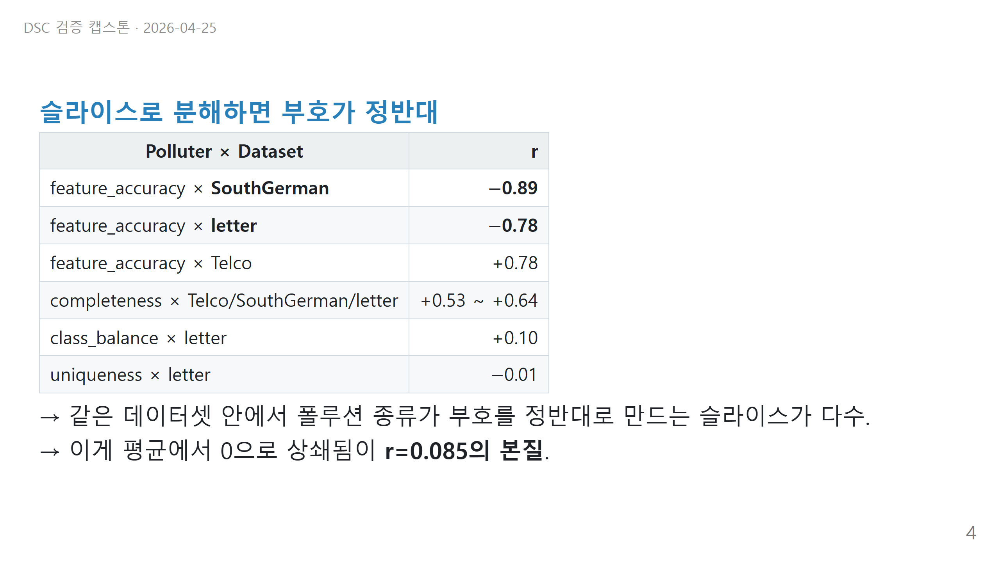 DSC 검증 캡스톤 · 2026-04-25
슬라이스로 분해하면 부호가 정반대
Polluter × Dataset r
feature_accuracy × SouthGerman −0.89
feature_accuracy × letter −0.78
feature_accuracy × Telco +0.78
completeness × Telco/SouthGerman/letter +0.53 ~ +0.64
class_balance × letter +0.10
uniqueness × letter −0.01
→ 같은 데이터셋 안에서 폴루션 종류가 부호를 정반대로 만드는 슬라이스가 다수.
→ 이게 평균에서 0으로 상쇄됨이 r=0.085의 본질.
4